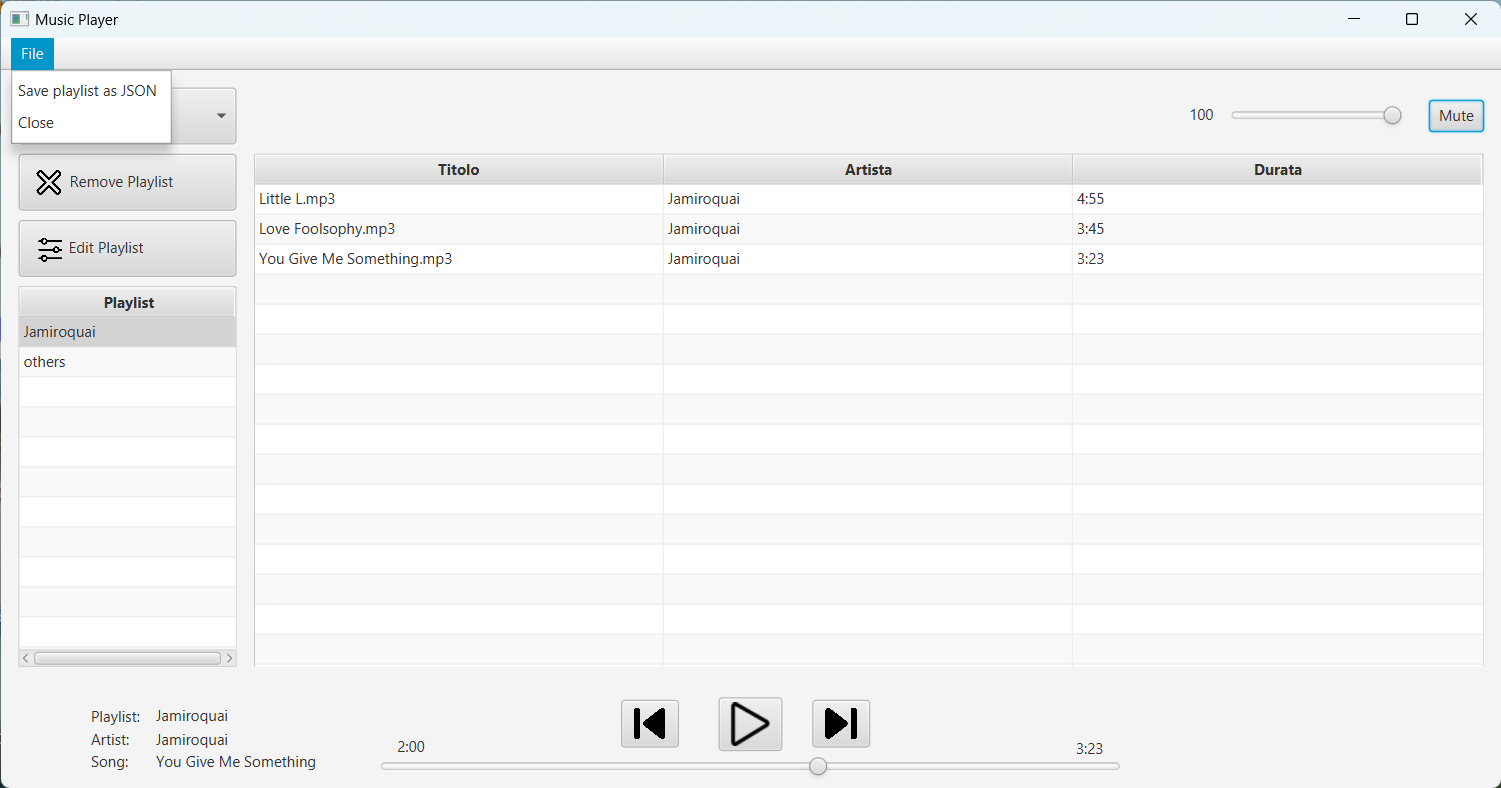 Music Player
File
Save playlist as JSON
Close
100
Mute
Remove Playlist
Edit Playlist
Playlist
Jamiroquai
others
Titolo Artista Durata
Little L.mp3 Jamiroquai 4:55
Love Foolsophy.mp3 Jamiroquai 3:45
You Give Me Something.mp3 Jamiroquai 3:23
Playlist: Jamiroquai
Artist: Jamiroquai
Song: You Give Me Something
2:00
3:23